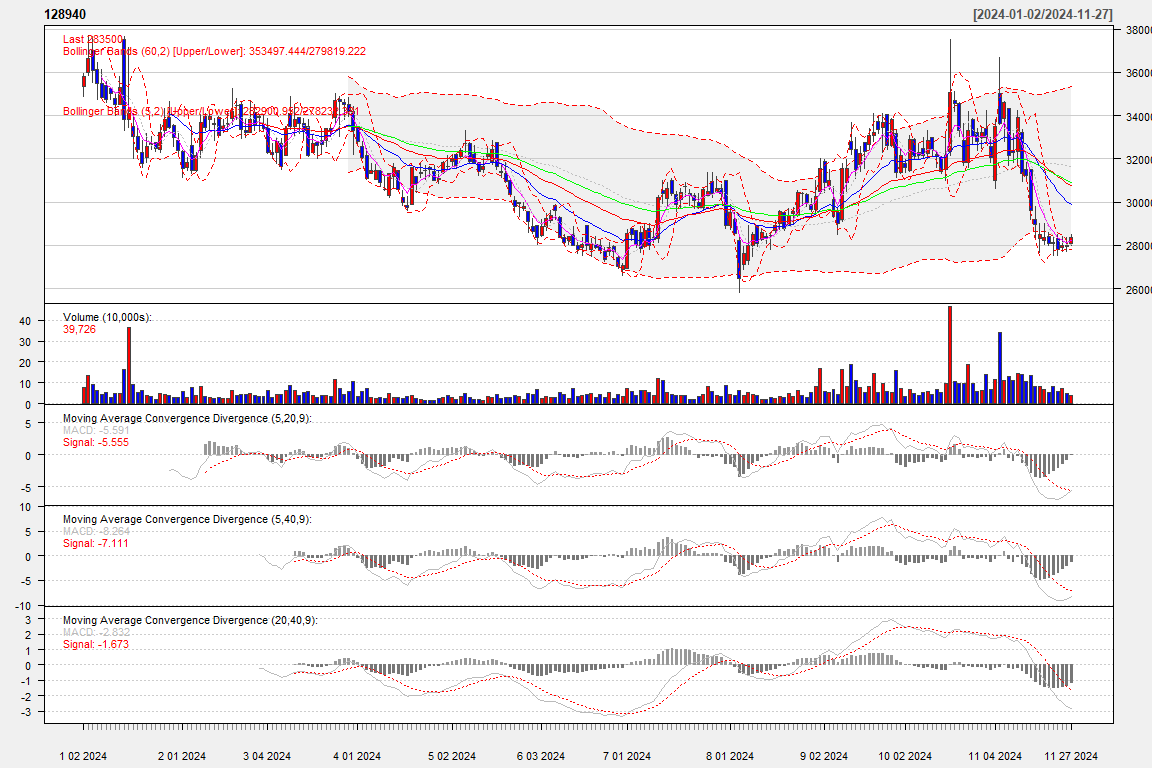 128940
[2024-01-02/2024-11-27]
Last 283500
Bollinger Bands (60,2) [Upper/Lower]: 353497.444/279819.222
Bollinger Bands (5,2) [Upper/Lower]:
38000
36000
34000
32000
30000
28000
26000
Volume (10,000s):
39,726
40
30
20
10
0
Moving Average Convergence Divergence (5,20,9):
MACD: -5.591
Signal: -5.555
5
0
-5
Moving Average Convergence Divergence (5,40,9):
MACD: -8.264
Signal: -7.111
10
5
0
-5
-10
Moving Average Convergence Divergence (20,40,9):
MACD: -2.832
Signal: -1.673
3
2
1
0
-1
-2
-3
1 02 2024
2 01 2024
3 04 2024
4 01 2024
5 02 2024
6 03 2024
7 01 2024
8 01 2024
9 02 2024
10 02 2024
11 04 2024
11 27 2024